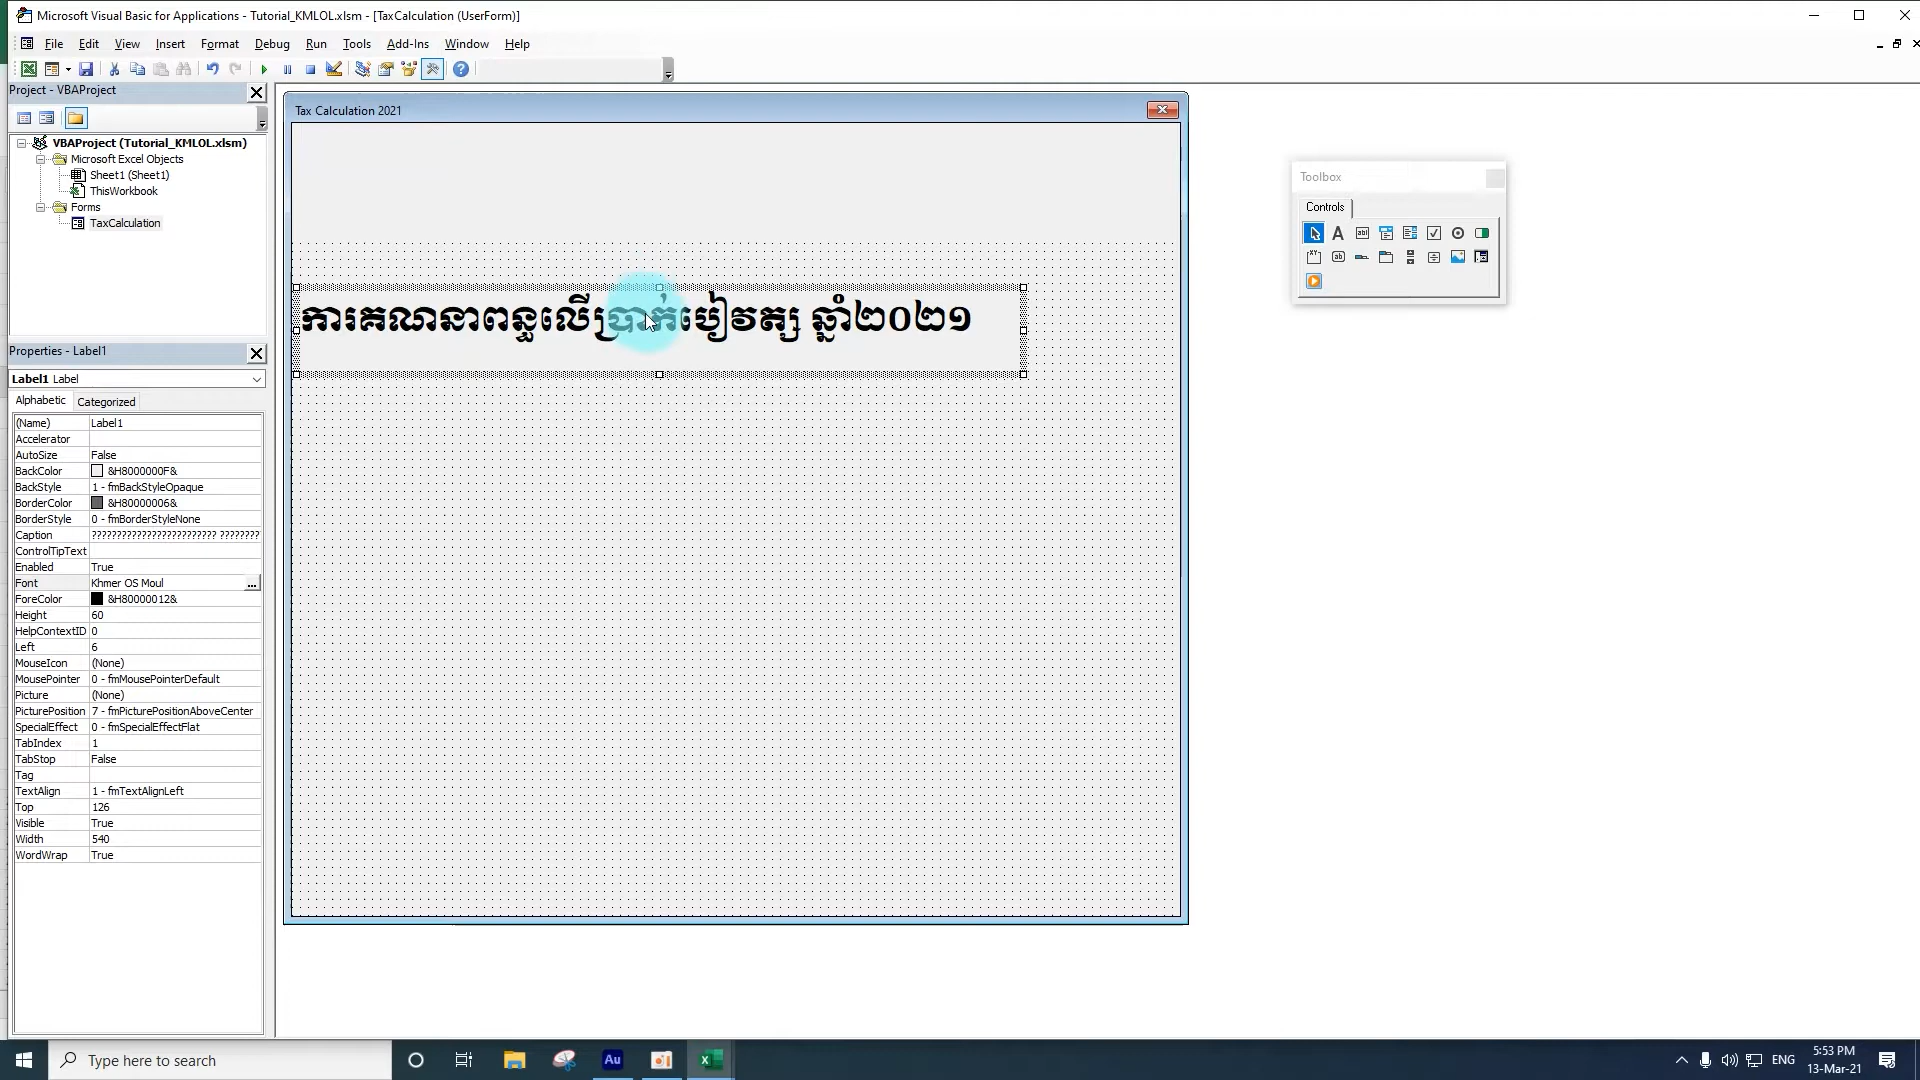 Microsoft Visual Basic for Applications - Tutorial_KMLOL.xlsm - [TaxCalculation (UserForm)]
File Edit View Insert Format Debug Run Tools Add-Ins Window Help
Project - VBAProject
VBAProject (Tutorial_KMLOL.xlsm)
Microsoft Excel Objects
Sheet1 (Sheet1)
ThisWorkbook
Forms
TaxCalculation
Properties - Label1
Label1 Label
Alphabetic Categorized
(Name) Label1
Accelerator
AutoSize False
BackColor &H8000000F&
BackStyle 1 - fmBackStyleOpaque
BorderColor &H80000006&
BorderStyle 0 - fmBorderStyleNone
Caption ????????????????????????? ????????
ControlTipText
Enabled True
Font Khmer OS Moul ...
ForeColor &H80000012&
Height 60
HelpContextID 0
Left 6
MouseIcon (None)
MousePointer 0 - fmMousePointerDefault
Picture (None)
PicturePosition 7 - fmPicturePositionAboveCenter
SpecialEffect 0 - fmSpecialEffectFlat
TabIndex 1
TabStop False
Tag
TextAlign 1 - fmTextAlignLeft
Top 126
Visible True
Width 540
WordWrap True
Tax Calculation 2021
ការគណនាពន្ធលើប្រាក់បៀវត្ស ឆ្នាំ២០២១
Toolbox
Controls
Type here to search
Au
ENG
5:53 PM
13-Mar-21